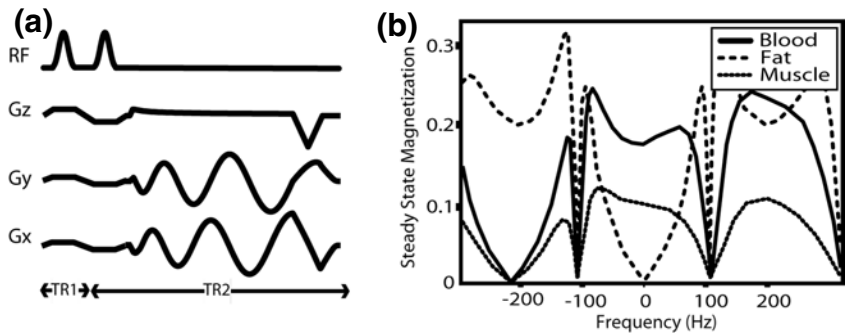 (a)
RF
Gz
Gy
Gx
TR1
TR2
(b)
Steady State Magnetization
0.3
0.2
0.1
0
Blood
Fat
Muscle
-200 -100 0 100 200
Frequency (Hz)